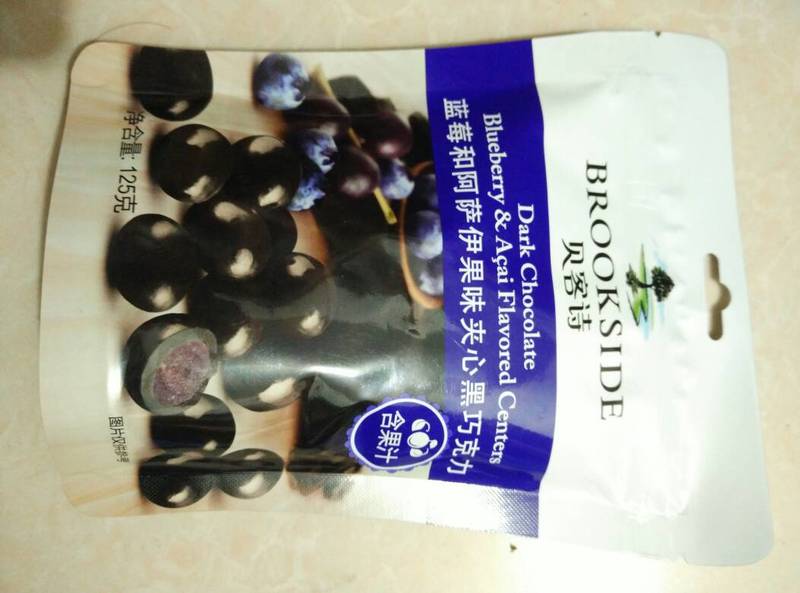 BROOKSIDE
贝客诗
Dark Chocolate
Blueberry & Açai Flavored Centers
蓝莓和阿萨伊果味夹心黑巧克力
含果汁
净含量: 125克
图片仅供参考